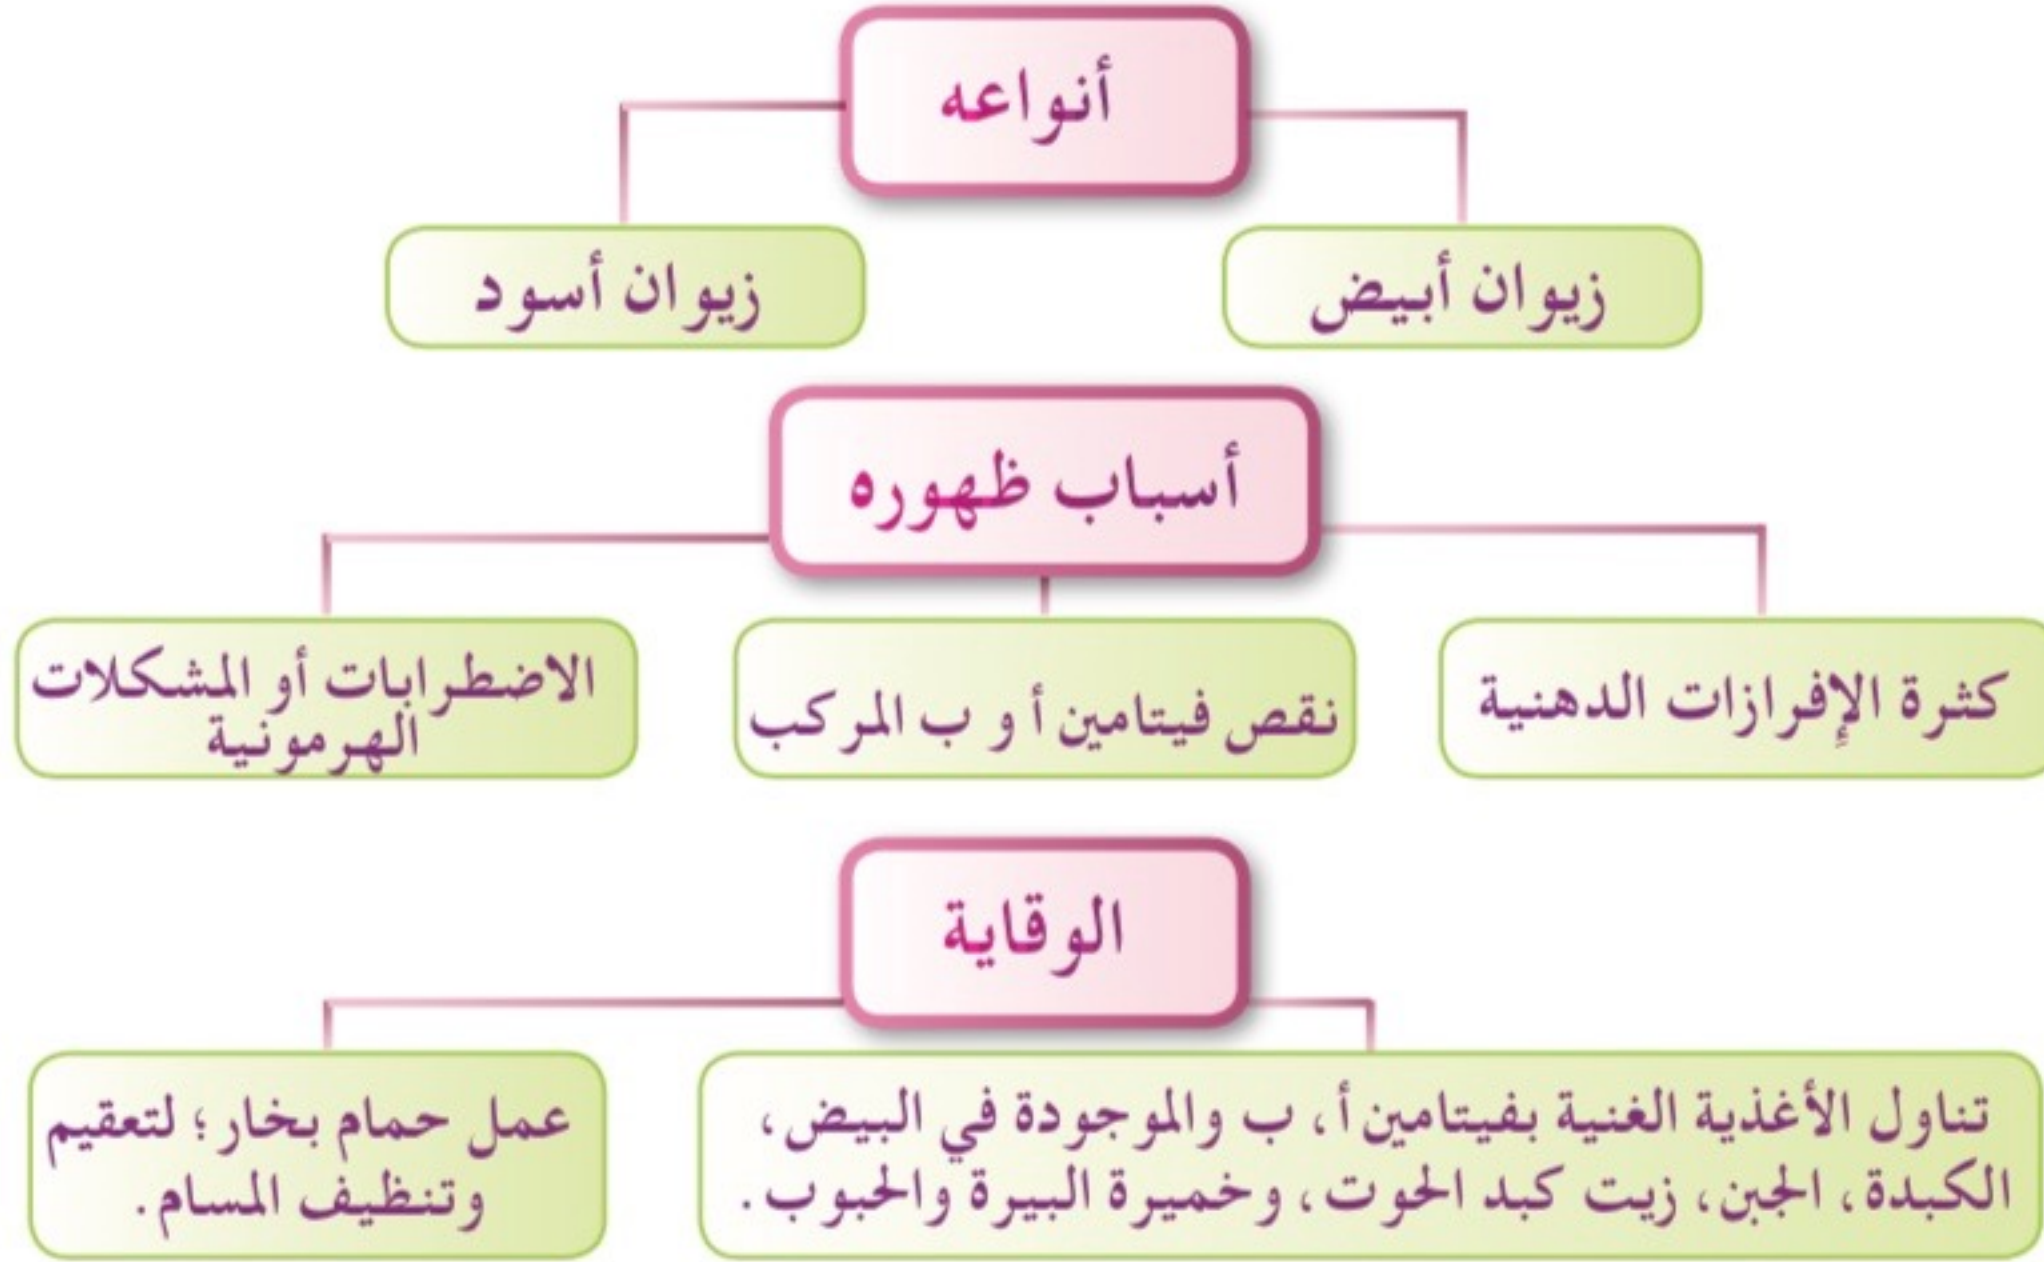 أنواعه
زيوان أبيض
زيوان أسود
أسباب ظهوره
كثرة الإفرازات الدهنية
نقص فيتامين أ و ب المركب
الاضطرابات أو المشكلات
الهرمونية
الوقاية
تناول الأغذية الغنية بفيتامين أ، ب والموجودة في البيض،
الكبدة، الجبن، زيت كبد الحوت، وخميرة البيرة والحبوب.
عمل حمام بخار؛ لتعقيم
وتنظيف المسام.